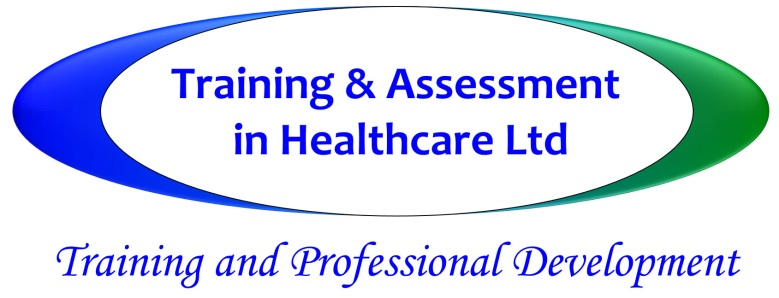 Training & Assessment
in Healthcare Ltd
Training and Professional Development